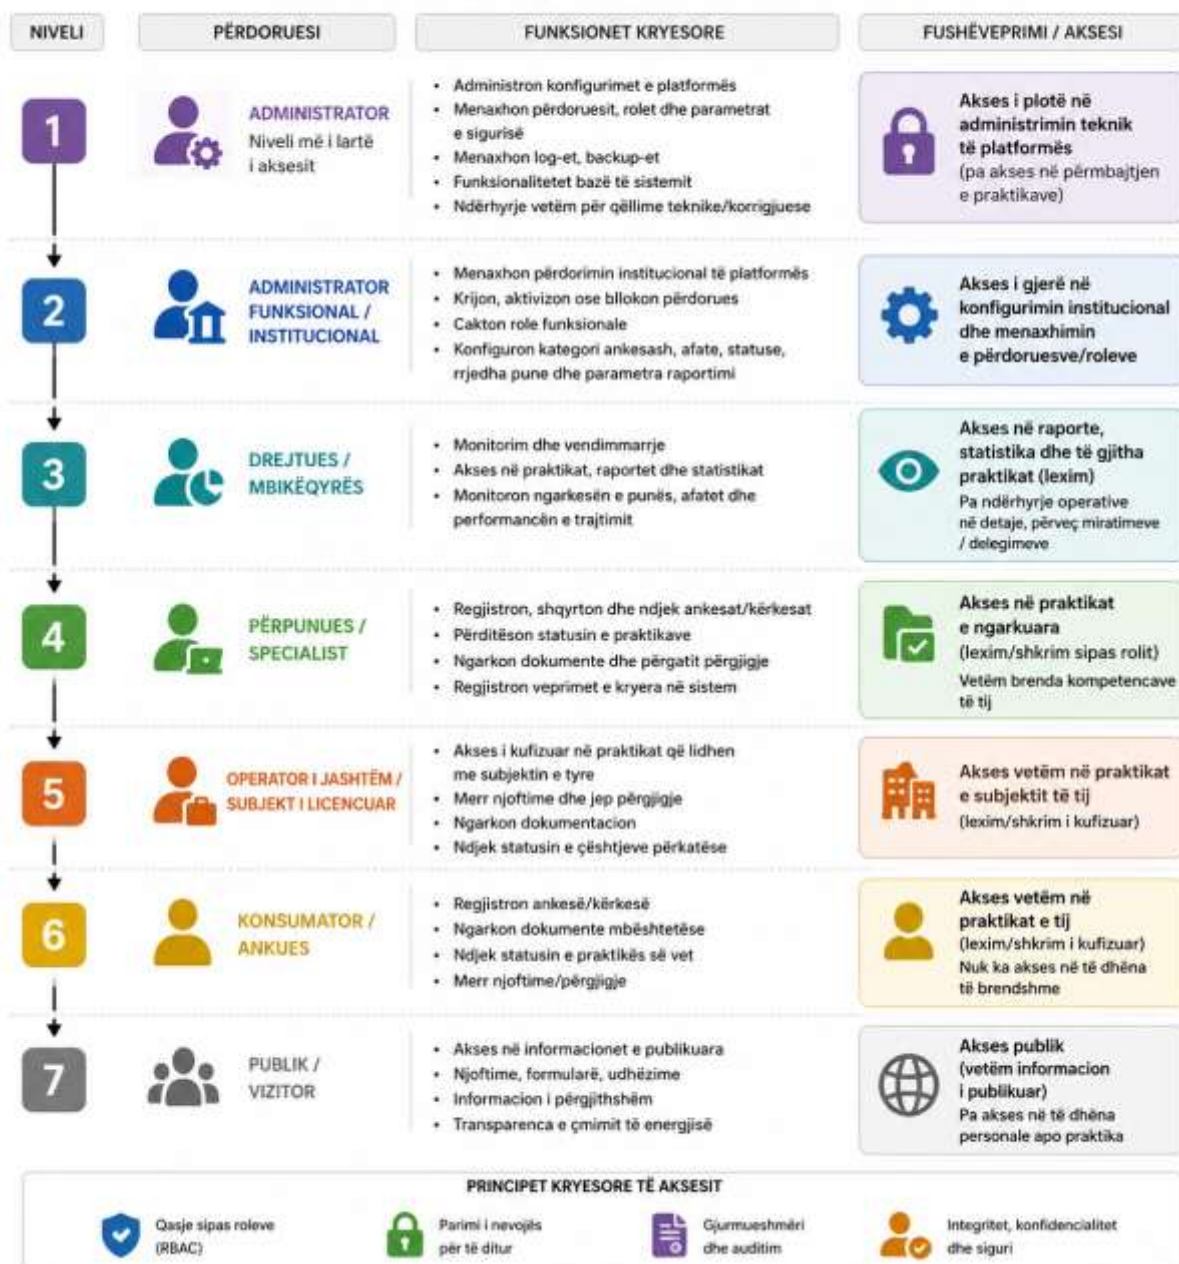 NIVELI
PËRDORUESI
FUNKSIONET KRYESORE
FUSHËVEPRIMI / AKSESI
1
ADMINISTRATOR
Niveli më i lartë
i aksesit
• Administron konfigurimet e platformës
• Menaxhon përdoruesit, rolet dhe parametrat
e sigurisë
• Menaxhon log-et, backup-et
• Funksionalitetet bazë të sistemit
• Ndërhyrje vetëm për qëllime teknike/korrigjuese
Akses i plotë në
administrimin teknik
të platformës
(pa akses në përmbajtjen
e praktikave)
2
ADMINISTRATOR
FUNKSIONAL /
INSTITUCIONAL
• Menaxhon përdorimin institucional të platformës
• Krijon, aktivizon ose bllokon përdorues
• Cakton role funksionale
• Konfiguron kategori ankesash, afate, statuse,
rrjedha pune dhe parametra raportimi
Akses i gjerë në
konfigurimin institucional
dhe menaxhimin
e përdoruesve/roleve
3
DREJTUES /
MBIKËQYRËS
• Monitorim dhe vendimmarrje
• Akses në praktikat, raportet dhe statistikat
• Monitoron ngarkesën e punës, afatet dhe
performancën e trajtimit
Akses në raporte,
statistika dhe të gjitha
praktikat (lexim)
Pa ndërhyrje operative
në detaje, përveç miratimeve
/ delegimeve
4
PËRPUNUES /
SPECIALIST
• Regjistron, shqyrton dhe ndjek ankesat/kërkesat
• Përditëson statusin e praktikave
• Ngarkon dokumente dhe përgatit përgjigje
• Regjistron veprimet e kryera në sistem
Akses në praktikat
e ngarkuara
(lexim/shkrim sipas rolit)
Vetëm brenda kompetencave
të tij
5
OPERATOR I JASHTËM /
SUBJEKT I LICENCUAR
• Akses i kufizuar në praktikat që lidhen
me subjektin e tyre
• Merr njoftime dhe jep përgjigje
• Ngarkon dokumentacion
• Ndjek statusin e çështjeve përkatëse
Akses vetëm në praktikat
e subjektit të tij
(lexim/shkrim i kufizuar)
6
KONSUMATOR /
ANKUES
• Regjistron ankesë/kërkesë
• Ngarkon dokumente mbështetëse
• Ndjek statusin e praktikës së vet
• Merr njoftime/përgjigje
Akses vetëm në
praktikat e tij
(lexim/shkrim i kufizuar)
Nuk ka akses në të dhëna
të brendshme
7
PUBLIK /
VIZITOR
• Akses në informacionet e publikuara
• Njoftime, formularë, udhëzime
• Informacion i përgjithshëm
• Transparenca e çmimit të energjisë
Akses publik
(vetëm informacion
i publikuar)
Pa akses në të dhëna
personale apo praktika
PRINCIPET KRYESORE TË AKSESIT
Qasje sipas roleve
(RBAC)
Parimi i nevojës
për të ditur
Gjurmueshmëri
dhe auditim
Integritet, konfidencialitet
dhe siguri